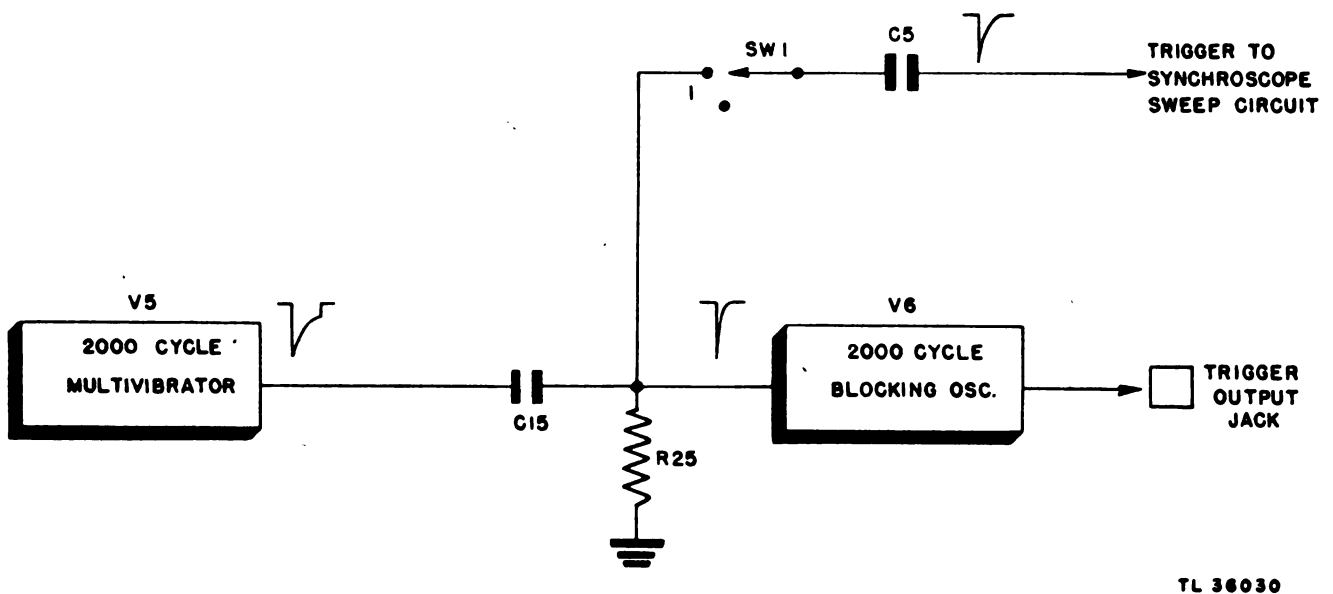 C5
SW1
1
TRIGGER TO
SYNCHROSCOPE
SWEEP CIRCUIT
V5
2000 CYCLE
MULTIVIBRATOR
C15
R25
V6
2000 CYCLE
BLOCKING OSC.
TRIGGER
OUTPUT
JACK
TL 36030